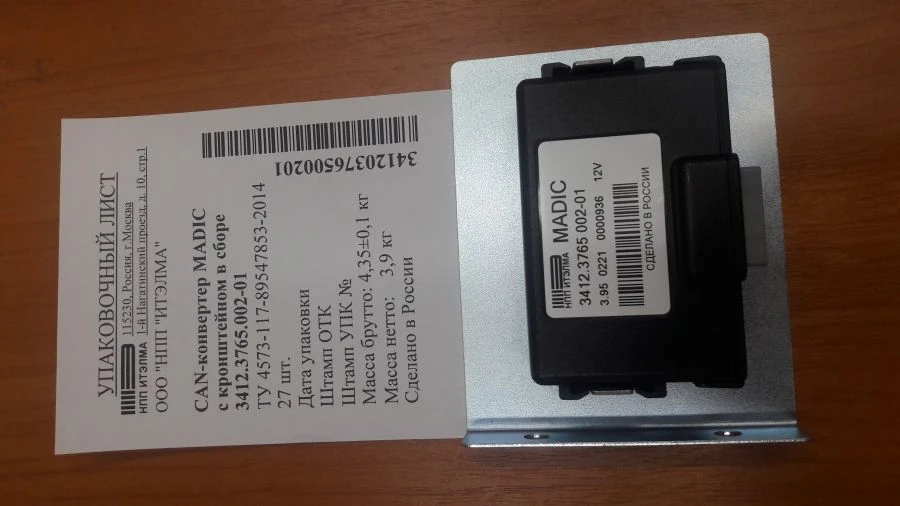 УПАКОВОЧНЫЙ ЛИСТ
НПП ИТЭЛМА
115230, Россия, г.Москва
1-й Нагатинский проезд, д. 10, стр.1
ООО "НПП "ИТЭЛМА"
CAN-конвертер MADIC
с кронштейном в сборе
3412.3765.002-01
ТУ 4573-117-89547853-2014
27 шт.
Дата упаковки
Штамп ОТК
Штамп УПК №
Масса брутто: 4,35±0,1 кг
Масса нетто: 3,9 кг
Сделано в России
34120376500201
НПП ИТЭЛМА
MADIC
3412.3765 002-01
3.95 0221 0000936 12V
СДЕЛАНО В РОССИИ